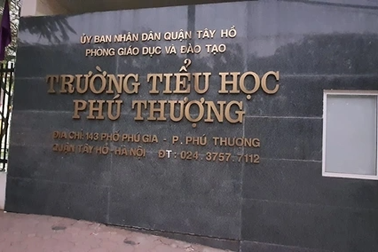 ỦY BAN NHÂN DÂN QUẬN TÂY HỒ
PHÒNG GIÁO DỤC VÀ ĐÀO TẠO
TRƯỜNG TIỂU HỌC
PHÚ THƯỢNG
ĐỊA CHỈ: 143 PHỐ PHÚ GIA - P. PHÚ THƯỢNG
QUẬN TÂY HỒ - HÀ NỘI - ĐT: 024 3757 7112